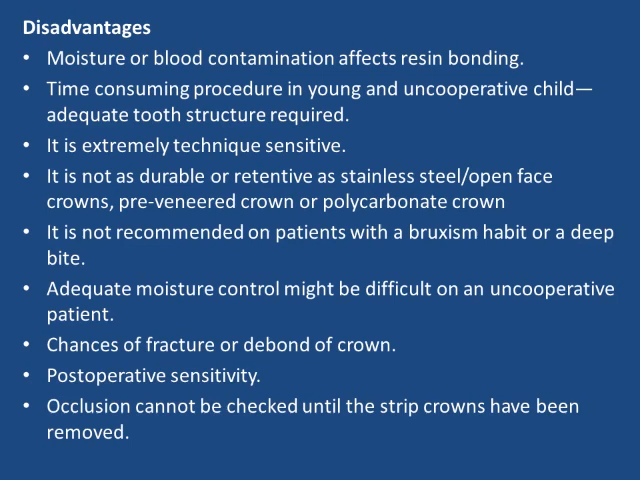 Disadvantages
• Moisture or blood contamination affects resin bonding.
• Time consuming procedure in young and uncooperative child—
adequate tooth structure required.
• It is extremely technique sensitive.
• It is not as durable or retentive as stainless steel/open face
crowns, pre-veneered crown or polycarbonate crown
• It is not recommended on patients with a bruxism habit or a deep
bite.
• Adequate moisture control might be difficult on an uncooperative
patient.
• Chances of fracture or debond of crown.
• Postoperative sensitivity.
• Occlusion cannot be checked until the strip crowns have been
removed.